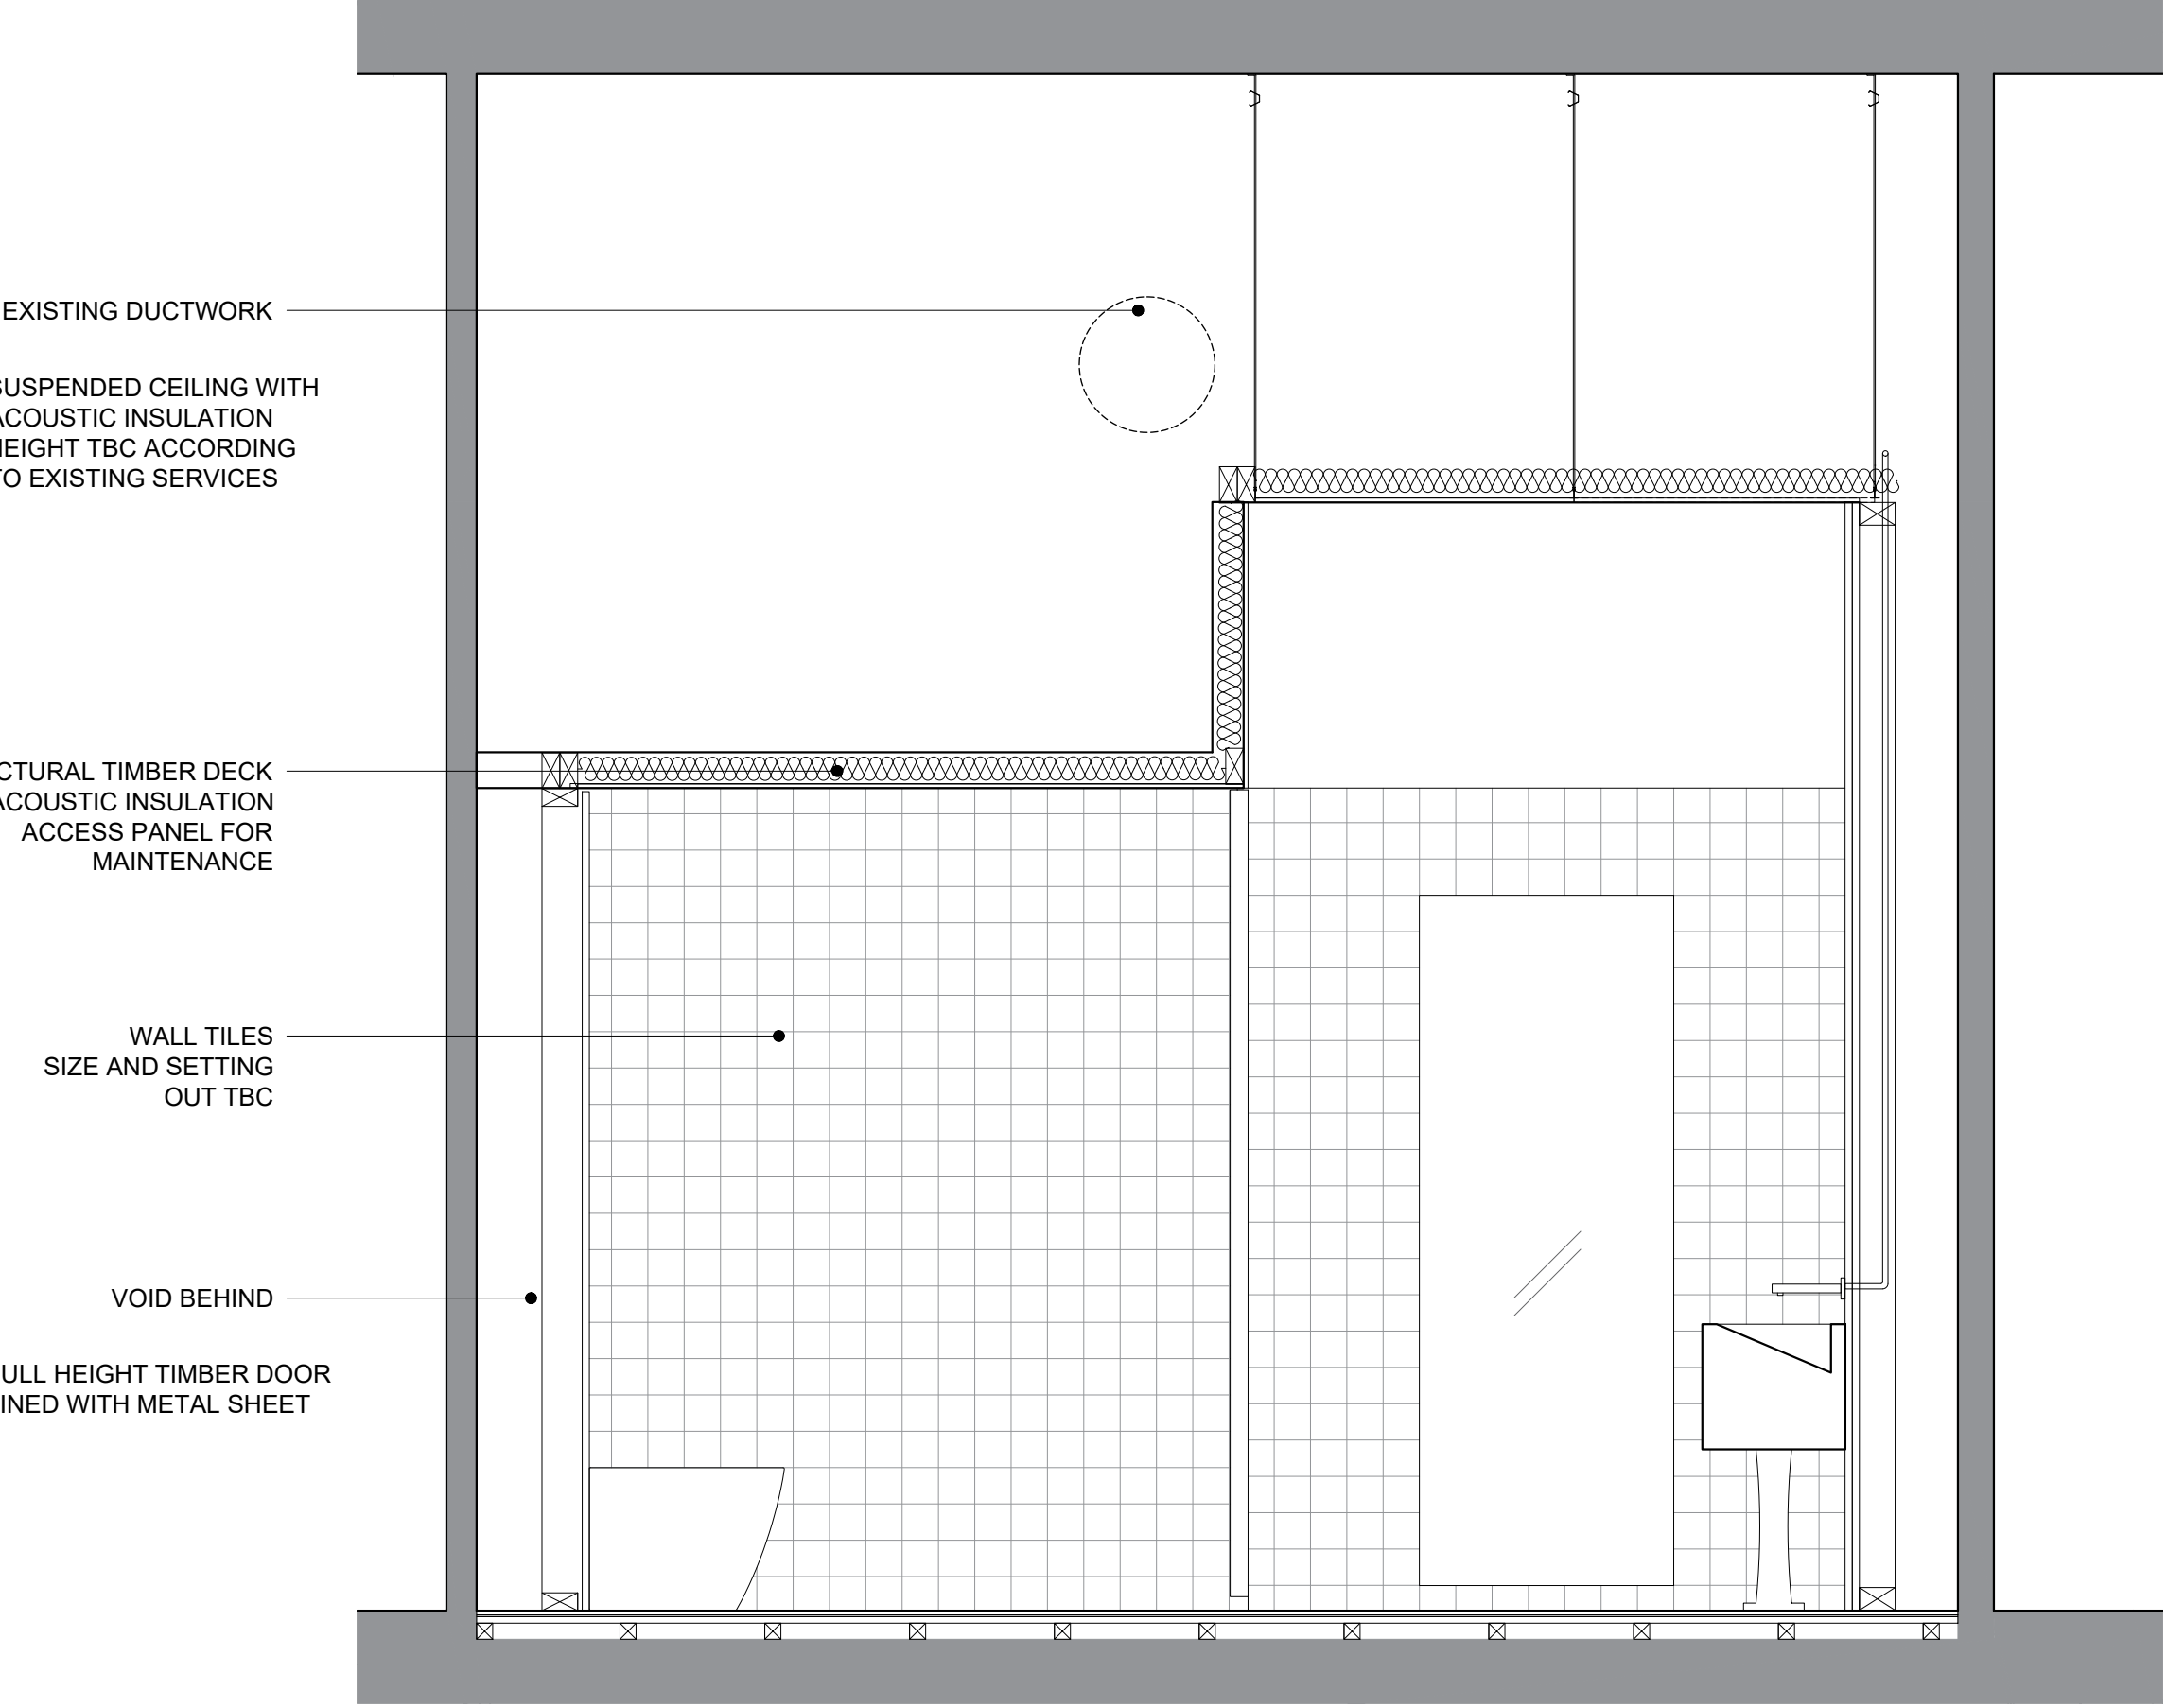 EXISTING DUCTWORK
SUSPENDED CEILING WITH
ACOUSTIC INSULATION
HEIGHT TBC ACCORDING
TO EXISTING SERVICES
CTURAL TIMBER DECK
ACOUSTIC INSULATION
ACCESS PANEL FOR
MAINTENANCE
WALL TILES
SIZE AND SETTING
OUT TBC
VOID BEHIND
ULL HEIGHT TIMBER DOOR
INED WITH METAL SHEET